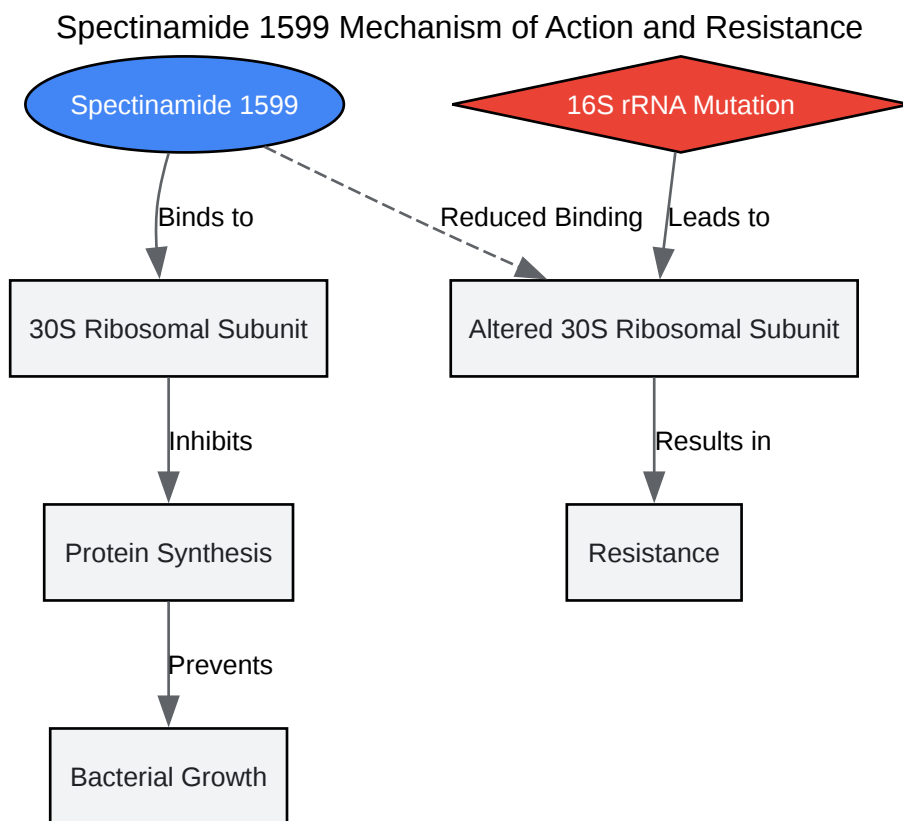 Spectinamide 1599 Mechanism of Action and Resistance
Spectinamide 1599
16S rRNA Mutation
Binds to
Reduced Binding
Leads to
30S Ribosomal Subunit
Altered 30S Ribosomal Subunit
Inhibits
Results in
Protein Synthesis
Resistance
Prevents
Bacterial Growth